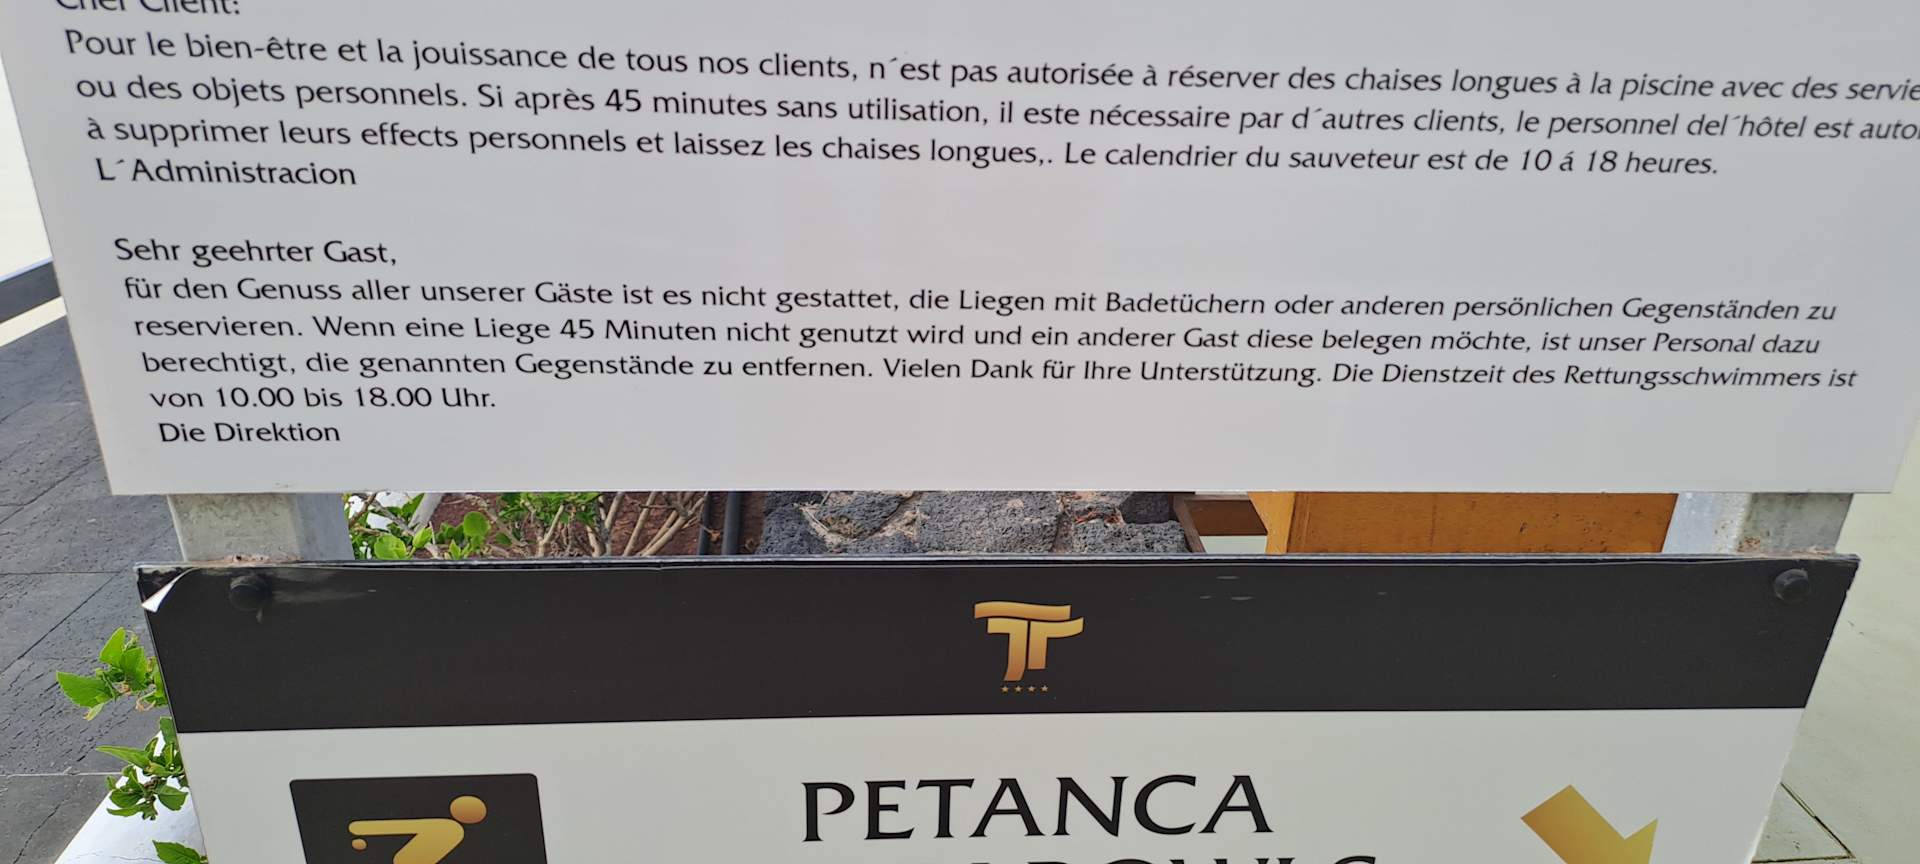 Cher Client:
Pour le bien-être et la jouissance de tous nos clients, n´est pas autorisée à réserver des chaises longues à la piscine avec des servie
ou des objets personnels. Si après 45 minutes sans utilisation, il este nécessaire par d´autres clients, le personnel del´hôtel est autor
à supprimer leurs effects personnels et laissez les chaises longues,. Le calendrier du sauveteur est de 10 á 18 heures.
L´Administracion
Sehr geehrter Gast,
für den Genuss aller unserer Gäste ist es nicht gestattet, die Liegen mit Badetüchern oder anderen persönlichen Gegenständen zu
reservieren. Wenn eine Liege 45 Minuten nicht genutzt wird und ein anderer Gast diese belegen möchte, ist unser Personal dazu
berechtigt, die genannten Gegenstände zu entfernen. Vielen Dank für Ihre Unterstützung. Die Dienstzeit des Rettungsschwimmers ist
von 10.00 bis 18.00 Uhr.
Die Direktion
PETANCA